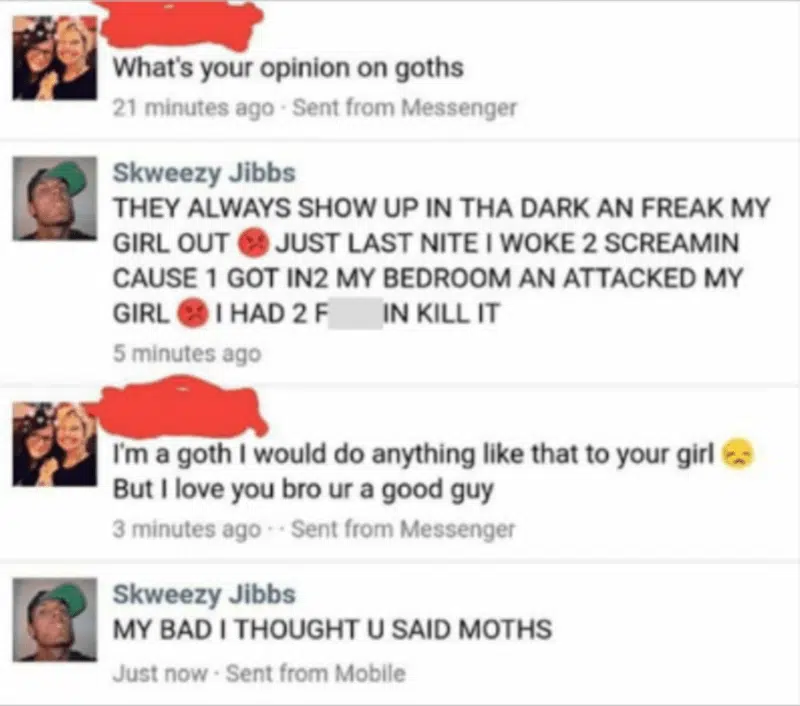 What's your opinion on goths
21 minutes ago · Sent from Messenger
Skweezy Jibbs
THEY ALWAYS SHOW UP IN THA DARK AN FREAK MY
GIRL OUT 😡 JUST LAST NITE I WOKE 2 SCREAMIN
CAUSE 1 GOT IN2 MY BEDROOM AN ATTACKED MY
GIRL 😡 I HAD 2 F IN KILL IT
5 minutes ago
I'm a goth I would do anything like that to your girl 😞
But I love you bro ur a good guy
3 minutes ago · · Sent from Messenger
Skweezy Jibbs
MY BAD I THOUGHT U SAID MOTHS
Just now · Sent from Mobile